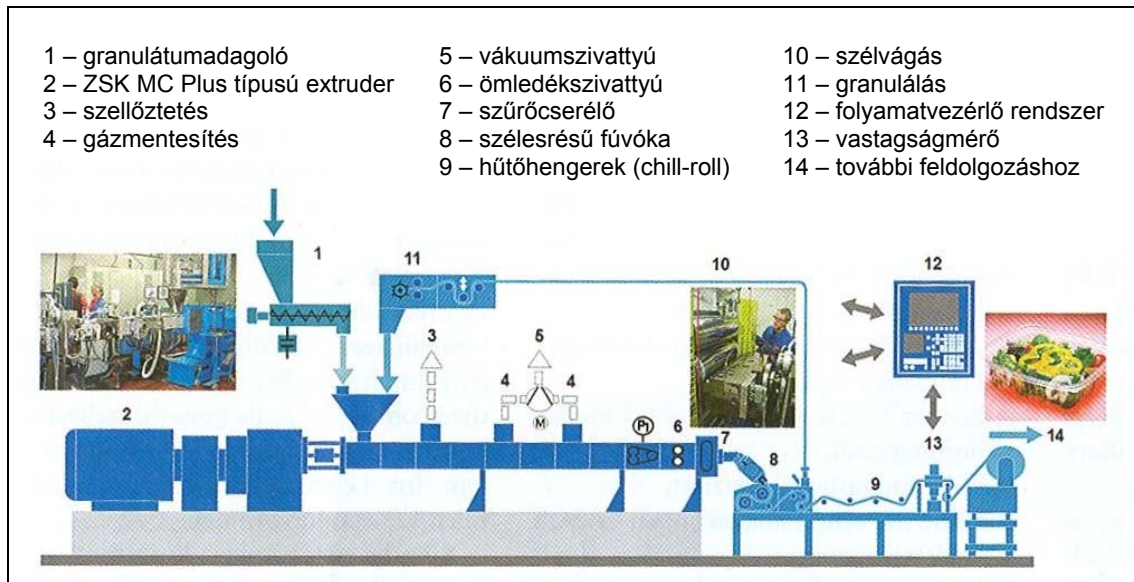 1 – granulátumadagoló
2 – ZSK MC Plus típusú extruder
3 – szellőztetés
4 – gázmentesítés
5 – vákuumszivattyú
6 – ömledékszivattyú
7 – szűrőcserélő
8 – szélesrésű fúvóka
9 – hűtőhengerek (chill-roll)
10 – szélvágás
11 – granulálás
12 – folyamatvezérlő rendszer
13 – vastagságmérő
14 – további feldolgozáshoz
1
11
10
12
3
5
4
4
M
PI
6
7
8
9
13
14
2